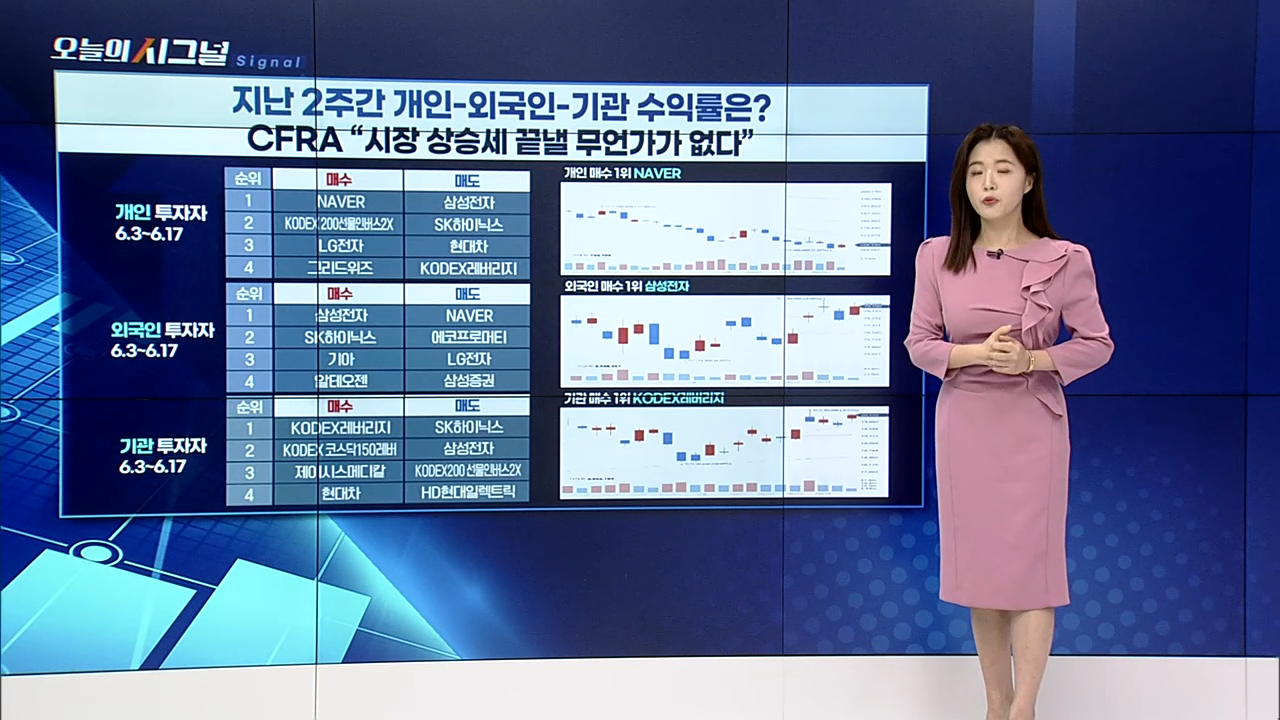 오늘의 시그널 Signal
지난 2주간 개인-외국인-기관 수익률은?
CFRA “시장 상승세 끝낼 무언가가 없다”
개인 투자자
6.3~6.17
순위 매수 매도
1 NAVER 삼성전자
2 KODEX 200선물인버스2X SK하이닉스
3 LG전자 현대차
4 그리드위즈 KODEX레버리지
개인 매수 1위 NAVER
외국인 투자자
6.3~6.17
순위 매수 매도
1 삼성전자 NAVER
2 SK하이닉스 에코프로머티
3 기아 LG전자
4 알테오젠 삼성증권
외국인 매수 1위 삼성전자
기관 투자자
6.3~6.17
순위 매수 매도
1 KODEX레버리지 SK하이닉스
2 KODEX 코스닥150레버 삼성전자
3 제이시스메디칼 KODEX200 선물인버스2X
4 현대차 HD현대일렉트릭
기관 매수 1위 KODEX레버리지